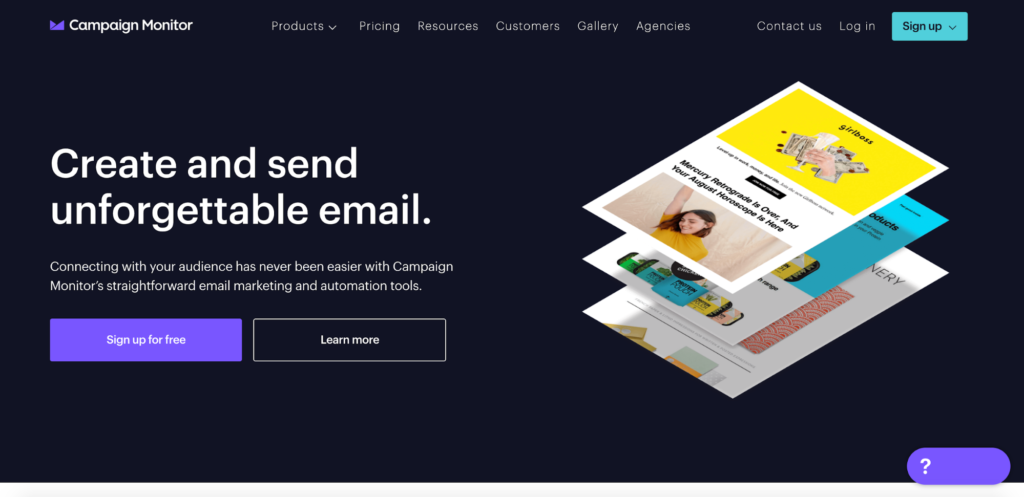 Campaign Monitor
Products
Pricing
Resources
Customers
Gallery
Agencies
Contact us
Log in
Sign up
Create and send
unforgettable email.
Connecting with your audience has never been easier with Campaign
Monitor's straightforward email marketing and automation tools.
Sign up for free
Learn more
girlboss
Mercury Retrograde Is Over, And
Your August Horoscope Is Here
?